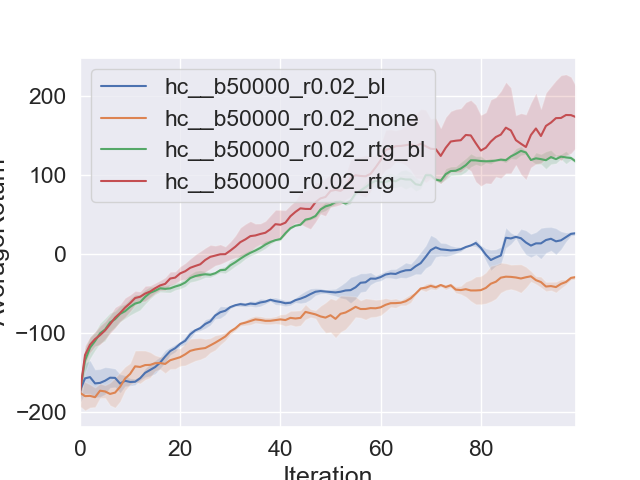 hc__b50000_r0.02_bl
hc__b50000_r0.02_none
hc__b50000_r0.02_rtg_bl
hc__b50000_r0.02_rtg
200
100
0
−100
−200
0
20
40
60
80
Iteration
AverageReturn